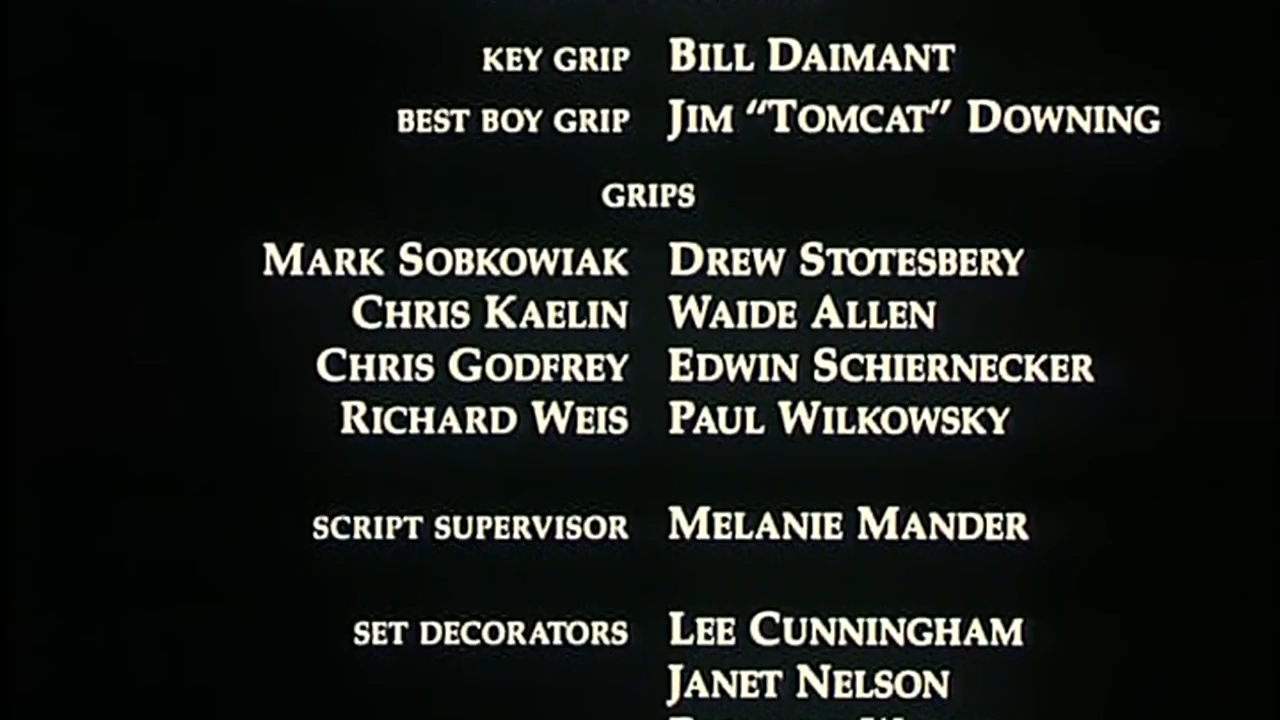 KEY GRIP BILL DAIMANT
BEST BOY GRIP JIM “TOMCAT” DOWNING
GRIPS
MARK SOBKOWIAK DREW STOTESBERY
CHRIS KAELIN WAIDE ALLEN
CHRIS GODFREY EDWIN SCHIERNECKER
RICHARD WEIS PAUL WILKOWSKY
SCRIPT SUPERVISOR MELANIE MANDER
SET DECORATORS LEE CUNNINGHAM
JANET NELSON